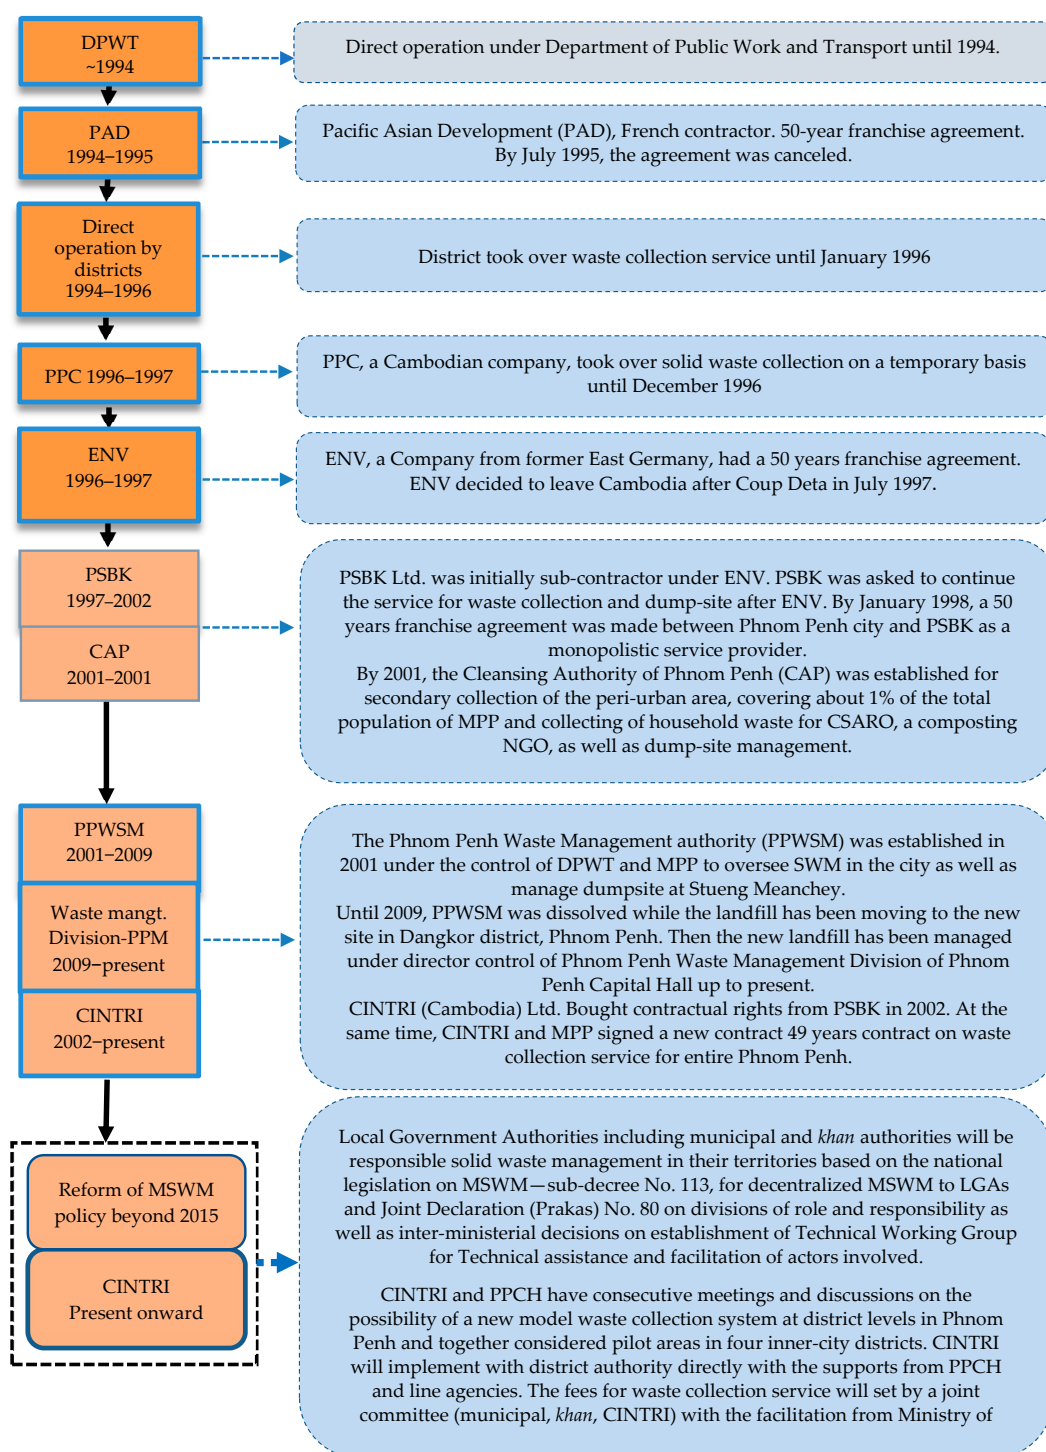 DPWT
~1994
Direct operation under Department of Public Work and Transport until 1994.
PAD
1994–1995
Pacific Asian Development (PAD), French contractor. 50-year franchise agreement.
By July 1995, the agreement was canceled.
Direct
operation by
districts
1994–1996
District took over waste collection service until January 1996
PPC 1996–1997
PPC, a Cambodian company, took over solid waste collection on a temporary basis
until December 1996
ENV
1996–1997
ENV, a Company from former East Germany, had a 50 years franchise agreement.
ENV decided to leave Cambodia after Coup Deta in July 1997.
PSBK
1997–2002
CAP
2001–2001
PSBK Ltd. was initially sub-contractor under ENV. PSBK was asked to continue
the service for waste collection and dump-site after ENV. By January 1998, a 50
years franchise agreement was made between Phnom Penh city and PSBK as a
monopolistic service provider.
By 2001, the Cleansing Authority of Phnom Penh (CAP) was established for
secondary collection of the peri-urban area, covering about 1% of the total
population of MPP and collecting of household waste for CSARO, a composting
NGO, as well as dump-site management.
PPWSM
2001–2009
Waste mangt.
Division-PPM
2009–present
CINTRI
2002–present
The Phnom Penh Waste Management authority (PPWSM) was established in
2001 under the control of DPWT and MPP to oversee SWM in the city as well as
manage dumpsite at Stueng Meanchey.
Until 2009, PPWSM was dissolved while the landfill has been moving to the new
site in Dangkor district, Phnom Penh. Then the new landfill has been managed
under director control of Phnom Penh Waste Management Division of Phnom
Penh Capital Hall up to present.
CINTRI (Cambodia) Ltd. Bought contractual rights from PSBK in 2002. At the
same time, CINTRI and MPP signed a new contract 49 years contract on waste
collection service for entire Phnom Penh.
Reform of MSWM
policy beyond 2015
CINTRI
Present onward
Local Government Authorities including municipal and khan authorities will be
responsible solid waste management in their territories based on the national
legislation on MSWM—sub-decree No. 113, for decentralized MSWM to LGAs
and Joint Declaration (Prakas) No. 80 on divisions of role and responsibility as
well as inter-ministerial decisions on establishment of Technical Working Group
for Technical assistance and facilitation of actors involved.
CINTRI and PPCH have consecutive meetings and discussions on the
possibility of a new model waste collection system at district levels in Phnom
Penh and together considered pilot areas in four inner-city districts. CINTRI
will implement with district authority directly with the supports from PPCH
and line agencies. The fees for waste collection service will set by a joint
committee (municipal, khan, CINTRI) with the facilitation from Ministry of